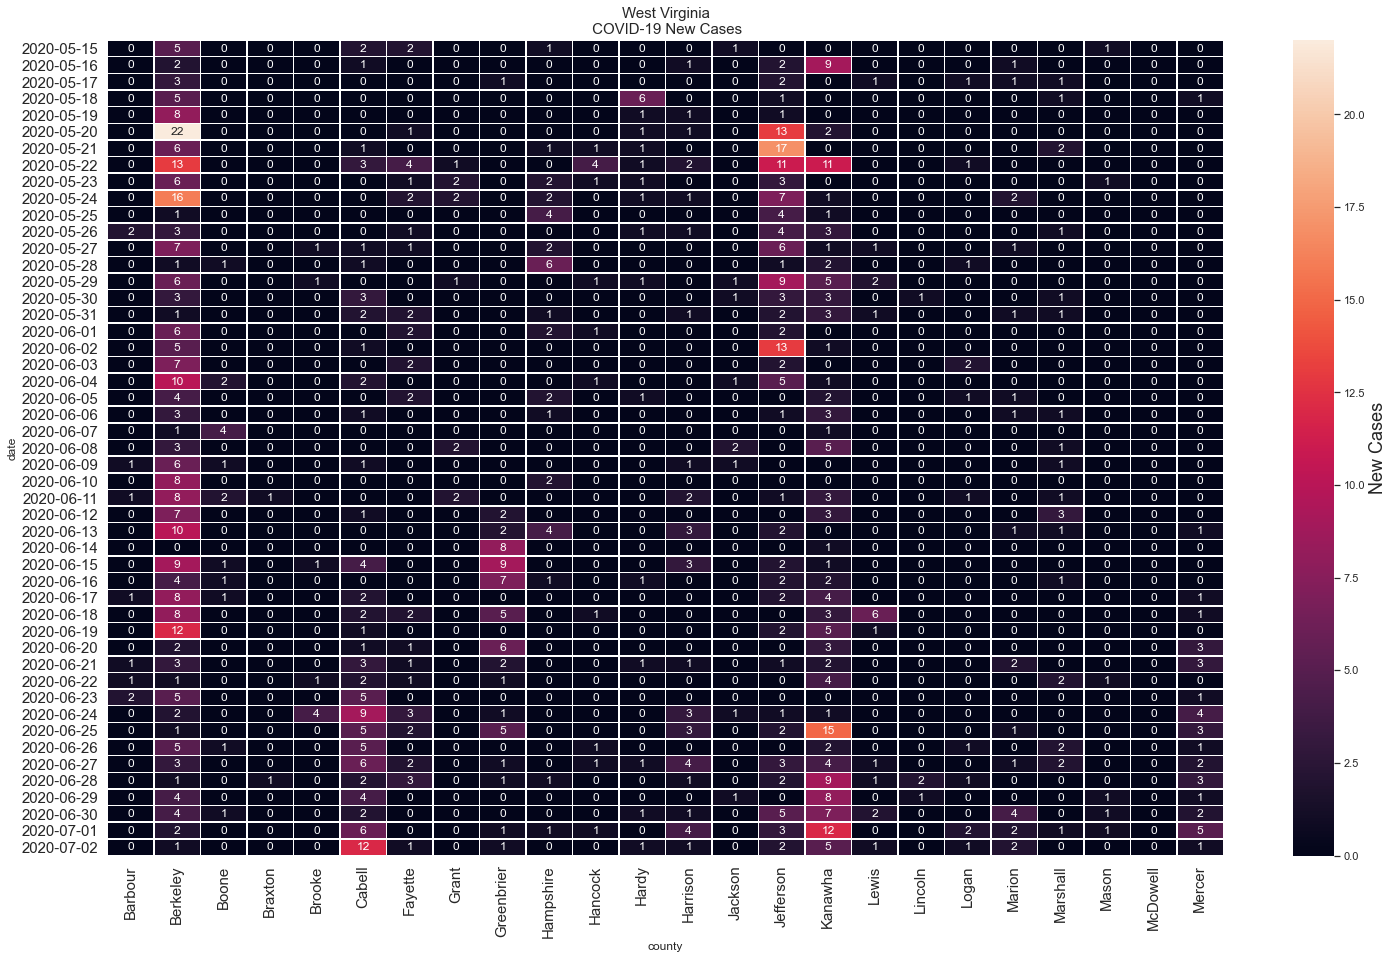 West Virginia
COVID-19 New Cases
2020-05-15 0 5 0 0 0 2 2 0 0 1 0 0 0 1 0 0 0 0 0 0 0 1 0 0
2020-05-16 0 2 0 0 0 1 0 0 0 0 0 0 1 0 2 9 0 0 0 1 0 0 0 0
2020-05-17 0 3 0 0 0 0 0 0 1 0 0 0 0 0 2 0 1 0 1 1 1 0 0 0
2020-05-18 0 5 0 0 0 0 0 0 0 0 0 6 0 0 1 0 0 0 0 0 1 0 0 1
2020-05-19 0 8 0 0 0 0 0 0 0 0 0 1 1 0 1 0 0 0 0 0 0 0 0 0
2020-05-20 0 22 0 0 0 0 1 0 0 0 0 1 1 0 13 2 0 0 0 0 0 0 0 0
2020-05-21 0 6 0 0 0 1 0 0 0 1 1 1 0 0 17 0 0 0 0 0 2 0 0 0
2020-05-22 0 13 0 0 0 3 4 1 0 0 4 1 2 0 11 11 0 0 1 0 0 0 0 0
2020-05-23 0 6 0 0 0 0 1 2 0 2 1 1 0 0 3 0 0 0 0 0 0 1 0 0
2020-05-24 0 16 0 0 0 0 2 2 0 2 0 1 1 0 7 1 0 0 0 2 0 0 0 0
2020-05-25 0 1 0 0 0 0 0 0 0 4 0 0 0 0 4 1 0 0 0 0 0 0 0 0
2020-05-26 2 3 0 0 0 0 1 0 0 0 0 1 1 0 4 3 0 0 0 0 1 0 0 0
2020-05-27 0 7 0 0 1 1 1 0 0 2 0 0 0 0 6 1 1 0 0 1 0 0 0 0
2020-05-28 0 1 1 0 0 1 0 0 0 6 0 0 0 0 1 2 0 0 1 0 0 0 0 0
2020-05-29 0 6 0 0 1 0 0 1 0 0 1 1 0 1 9 5 2 0 0 0 0 0 0 0
2020-05-30 0 3 0 0 0 3 0 0 0 0 0 0 0 1 3 3 0 1 0 0 1 0 0 0
2020-05-31 0 1 0 0 0 2 2 0 0 1 0 0 1 0 2 3 1 0 0 1 1 0 0 0
2020-06-01 0 6 0 0 0 0 2 0 0 2 1 0 0 0 2 0 0 0 0 0 0 0 0 0
2020-06-02 0 5 0 0 0 1 0 0 0 0 0 0 0 0 13 1 0 0 0 0 0 0 0 0
2020-06-03 0 7 0 0 0 0 2 0 0 0 0 0 0 0 2 0 0 0 2 0 0 0 0 0
2020-06-04 0 10 2 0 0 2 0 0 0 0 1 0 0 1 5 1 0 0 0 0 0 0 0 0
2020-06-05 0 4 0 0 0 0 2 0 0 2 0 1 0 0 0 2 0 0 1 1 0 0 0 0
2020-06-06 0 3 0 0 0 1 0 0 0 1 0 0 0 0 1 3 0 0 0 1 1 0 0 0
2020-06-07 0 1 4 0 0 0 0 0 0 0 0 0 0 0 0 1 0 0 0 0 0 0 0 0
2020-06-08 0 3 0 0 0 0 0 2 0 0 0 0 0 2 0 5 0 0 0 0 1 0 0 0
2020-06-09 1 6 1 0 0 1 0 0 0 0 0 0 1 1 0 0 0 0 0 0 1 0 0 0
2020-06-10 0 8 0 0 0 0 0 0 0 2 0 0 0 0 0 0 0 0 0 0 0 0 0 0
2020-06-11 1 8 2 1 0 0 0 2 0 0 0 0 2 0 1 3 0 0 1 0 1 0 0 0
2020-06-12 0 7 0 0 0 1 0 0 2 0 0 0 0 0 0 3 0 0 0 0 3 0 0 0
2020-06-13 0 10 0 0 0 0 0 0 2 4 0 0 3 0 2 0 0 0 0 1 1 0 0 1
2020-06-14 0 0 0 0 0 0 0 0 8 0 0 0 0 0 0 1 0 0 0 0 0 0 0 0
2020-06-15 0 9 1 0 1 4 0 0 9 0 0 0 3 0 2 1 0 0 0 0 0 0 0 0
2020-06-16 0 4 1 0 0 0 0 0 7 1 0 1 0 0 2 2 0 0 0 0 1 0 0 0
2020-06-17 1 8 1 0 0 2 0 0 0 0 0 0 0 0 2 4 0 0 0 0 0 0 0 1
2020-06-18 0 8 0 0 0 2 2 0 5 0 1 0 0 0 0 3 6 0 0 0 0 0 0 1
2020-06-19 0 12 0 0 0 1 0 0 0 0 0 0 0 0 2 5 1 0 0 0 0 0 0 0
2020-06-20 0 2 0 0 0 1 1 0 6 0 0 0 0 0 0 3 0 0 0 0 0 0 0 3
2020-06-21 1 3 0 0 0 3 1 0 2 0 0 1 1 0 1 2 0 0 0 2 0 0 0 3
2020-06-22 1 1 0 0 1 2 1 0 1 0 0 0 0 0 0 4 0 0 0 0 2 1 0 0
2020-06-23 2 5 0 0 0 5 0 0 0 0 0 0 0 0 0 0 0 0 0 0 0 0 0 1
2020-06-24 0 2 0 0 4 9 3 0 1 0 0 0 3 1 1 1 0 0 0 0 0 0 0 4
2020-06-25 0 1 0 0 0 5 2 0 5 0 0 0 3 0 2 15 0 0 0 1 0 0 0 3
2020-06-26 0 5 1 0 0 5 0 0 0 0 1 0 0 0 0 2 0 0 1 0 2 0 0 1
2020-06-27 0 3 0 0 0 6 2 0 1 0 1 1 4 0 3 4 1 0 0 1 2 0 0 2
2020-06-28 0 1 0 1 0 2 3 0 1 1 0 0 1 0 2 9 1 2 1 0 0 0 0 3
2020-06-29 0 4 0 0 0 4 0 0 0 0 0 0 0 1 0 8 0 1 0 0 0 1 0 1
2020-06-30 0 4 1 0 0 2 0 0 0 0 0 1 1 0 5 7 2 0 0 4 0 1 0 2
2020-07-01 0 2 0 0 0 6 0 0 1 1 1 0 4 0 3 12 0 0 2 2 1 1 0 5
2020-07-02 0 1 0 0 0 12 1 0 1 0 0 1 1 0 2 5 1 0 1 2 0 0 0 1
date
Barbour Berkeley Boone Braxton Brooke Cabell Fayette Grant Greenbrier Hampshire Hancock Hardy Harrison Jackson Jefferson Kanawha Lewis Lincoln Logan Marion Marshall Mason McDowell Mercer
county
20.0
17.5
15.0
12.5
10.0
7.5
5.0
2.5
0.0
New Cases